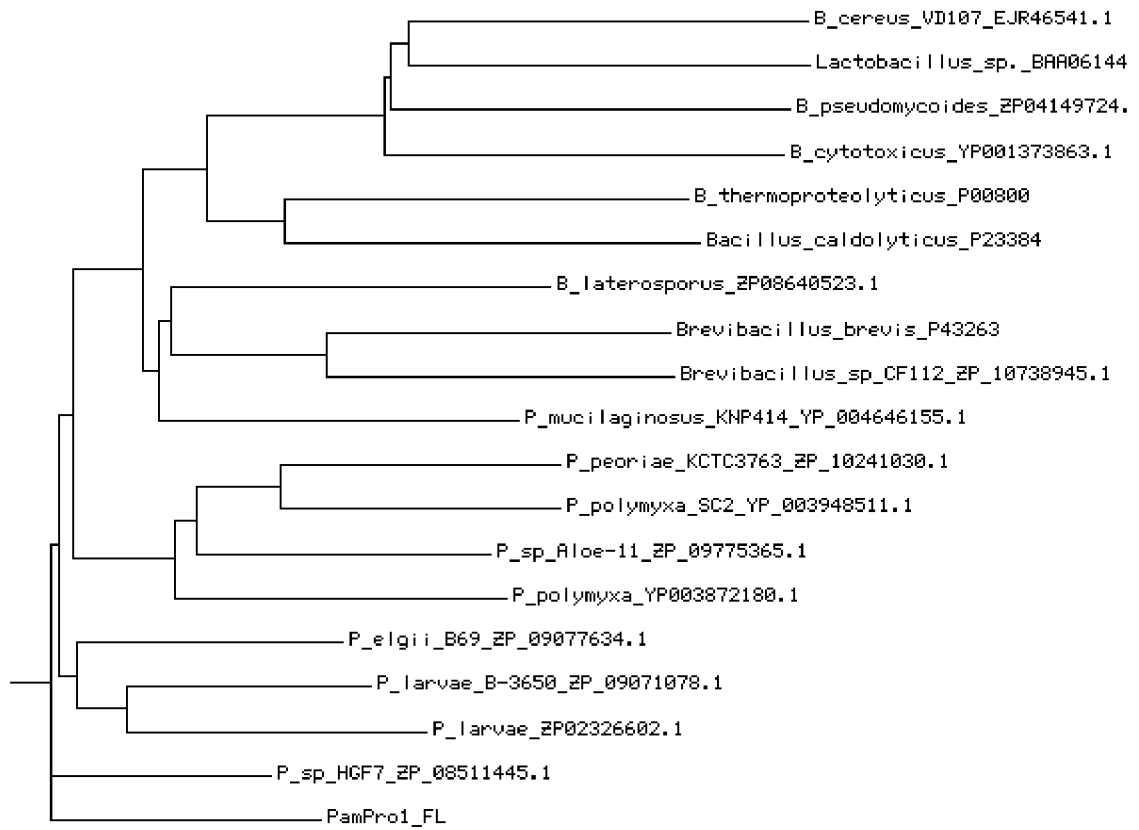 B_cereus_VD107_EJR46541.1
Lactobacillus_sp._BAA06144
B_pseudomycoides_ZP04149724.
B_cytotoxicus_YP001373863.1
B_thermoproteolyticus_P00800
Bacillus_caldolyticus_P23384
B_laterosporus_ZP08640523.1
Brevibacillus_brevis_P43263
Brevibacillus_sp_CF112_ZP_10738945.1
P_mucilaginosus_KNP414_YP_004646155.1
P_peoriae_KCTC3763_ZP_10241030.1
P_polymyxa_SC2_YP_003948511.1
P_sp_Aloe-11_ZP_09775365.1
P_polymyxa_YP003872180.1
P_elgii_B69_ZP_09077634.1
P_larvae_B-3650_ZP_09071078.1
P_larvae_ZP02326602.1
P_sp_HGF7_ZP_08511445.1
PamPro1_FL